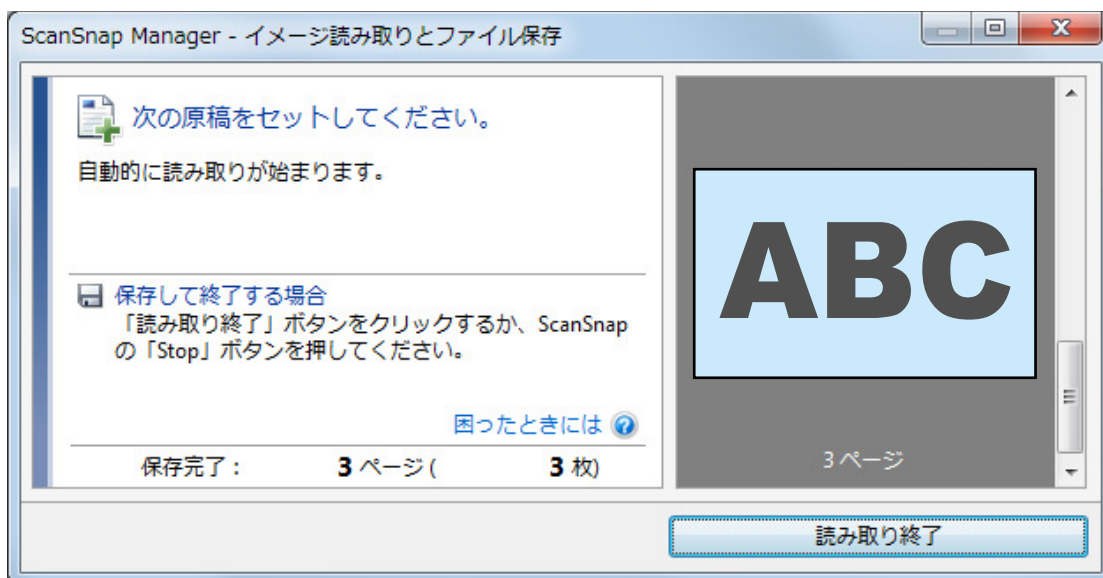 ScanSnap Manager - イメージ読み取りとファイル保存
次の原稿をセットしてください。
自動的に読み取りが始まります。
保存して終了する場合
「読み取り終了」ボタンをクリックするか、ScanSnap
の「Stop」ボタンを押してください。
困ったときには
保存完了: 3 ページ ( 3 枚)
ABC
3 ページ
読み取り終了